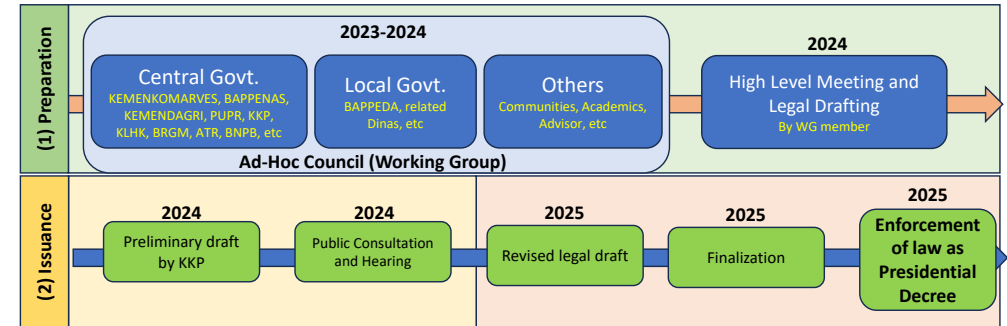 (1) Preparation
2023-2024
Central Govt.
KEMENKOMARVES, BAPPENAS,
KEMENDAGRI, PUPR, KKP,
KLHK, BRGM, ATR, BNPB, etc
Local Govt.
BAPPEDA, related
Dinas, etc
Others
Communities, Academics,
Advisor, etc
Ad-Hoc Council (Working Group)
2024
High Level Meeting and
Legal Drafting
By WG member
(2) Issuance
2024
Preliminary draft
by KKP
2024
Public Consultation
and Hearing
2025
Revised legal draft
2025
Finalization
2025
Enforcement
of law as
Presidential
Decree